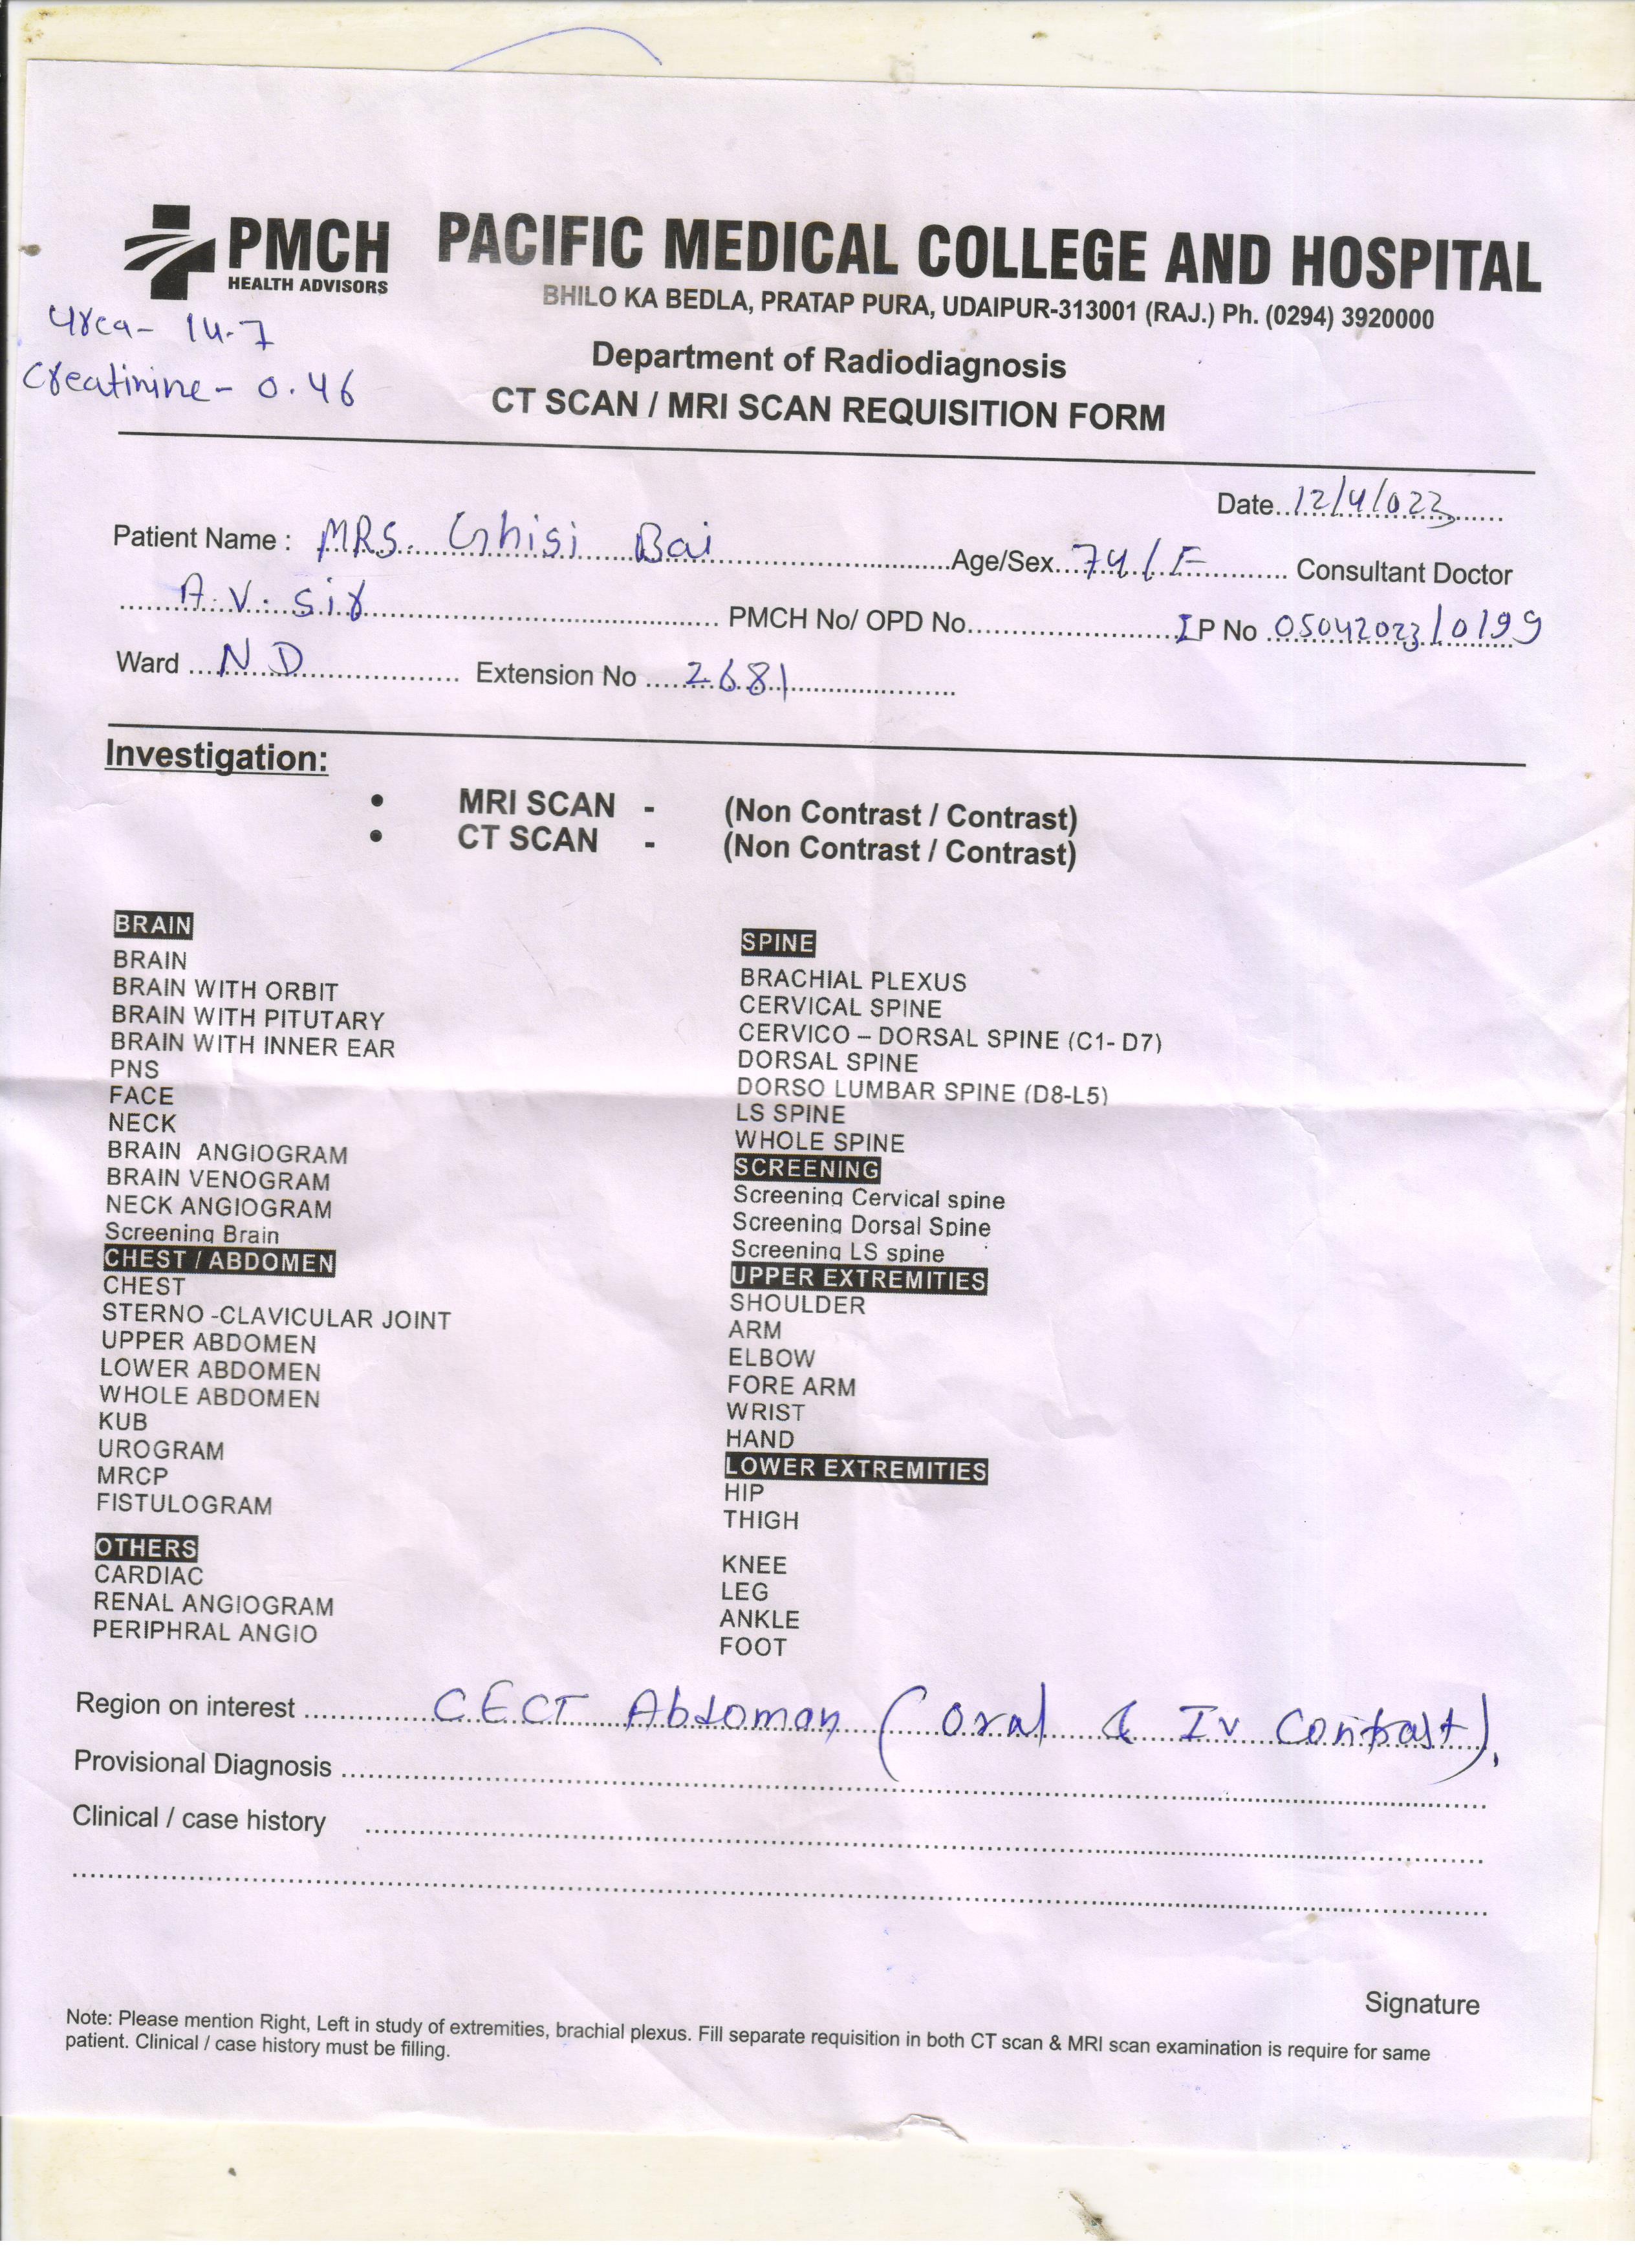 PMCH
HEALTH ADVISORS
PACIFIC MEDICAL COLLEGE AND HOSPITAL
BHILO KA BEDLA, PRATAP PURA, UDAIPUR-313001 (RAJ.) Ph. (0294) 3920000
Urea- 14.7
Creatinine- 0.46
Department of Radiodiagnosis
CT SCAN / MRI SCAN REQUISITION FORM
Date 12/4/023
Patient Name : MRS. Ghisi Bai Age/Sex 74/F Consultant Doctor
A.V. sir PMCH No/ OPD No. IP No 05042023/0199
Ward N D Extension No 2681
Investigation:
• MRI SCAN - (Non Contrast / Contrast)
• CT SCAN - (Non Contrast / Contrast)
BRAIN
BRAIN
BRAIN WITH ORBIT
BRAIN WITH PITUTARY
BRAIN WITH INNER EAR
PNS
FACE
NECK
BRAIN ANGIOGRAM
BRAIN VENOGRAM
NECK ANGIOGRAM
Screening Brain
CHEST / ABDOMEN
CHEST
STERNO -CLAVICULAR JOINT
UPPER ABDOMEN
LOWER ABDOMEN
WHOLE ABDOMEN
KUB
UROGRAM
MRCP
FISTULOGRAM
OTHERS
CARDIAC
RENAL ANGIOGRAM
PERIPHRAL ANGIO
SPINE
BRACHIAL PLEXUS
CERVICAL SPINE
CERVICO – DORSAL SPINE (C1- D7)
DORSAL SPINE
DORSO LUMBAR SPINE (D8-L5)
LS SPINE
WHOLE SPINE
SCREENING
Screening Cervical spine
Screening Dorsal Spine
Screening LS spine
UPPER EXTREMITIES
SHOULDER
ARM
ELBOW
FORE ARM
WRIST
HAND
LOWER EXTREMITIES
HIP
THIGH
KNEE
LEG
ANKLE
FOOT
Region on interest CECT Abdoman (oral & Iv Contrast).
Provisional Diagnosis
Clinical / case history
Signature
Note: Please mention Right, Left in study of extremities, brachial plexus. Fill separate requisition in both CT scan & MRI scan examination is require for same
patient. Clinical / case history must be filling.